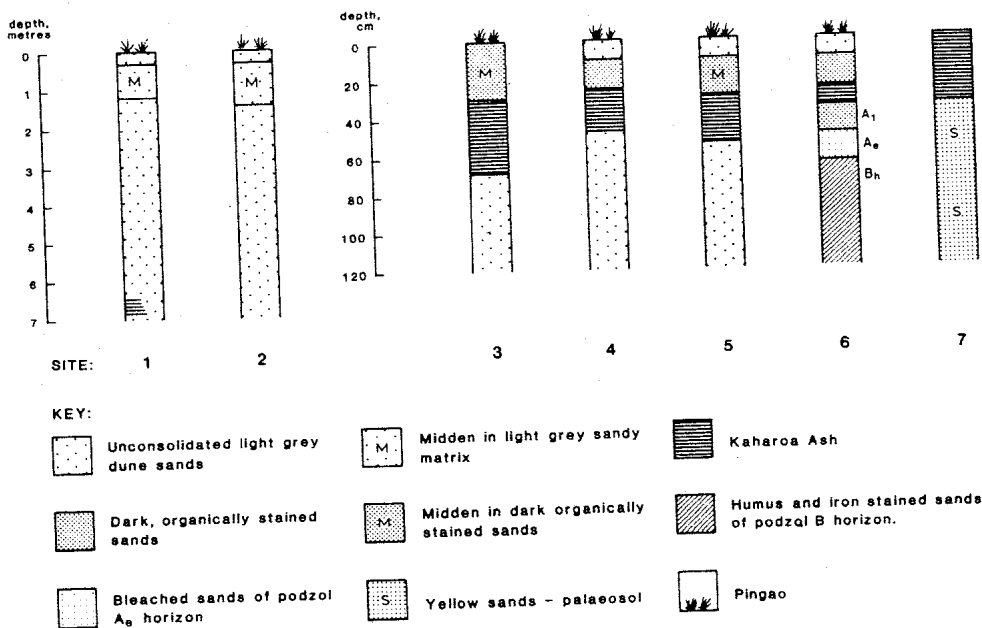 depth,
metres
0
1
2
3
4
5
6
7
M
M
depth,
cm
0
20
40
60
80
100
120
M
M
A1
Ae
Bh
S
S
SITE: 1 2 3 4 5 6 7
KEY:
Unconsolidated light grey
dune sands
M
Midden in light grey sandy
matrix
Kaharoa Ash
Dark, organically stained
sands
M
Midden in dark organically
stained sands
Humus and iron stained sands
of podzol B horizon.
Bleached sands of podzol
Ae horizon
S
Yellow sands - palaeosol
Pingao